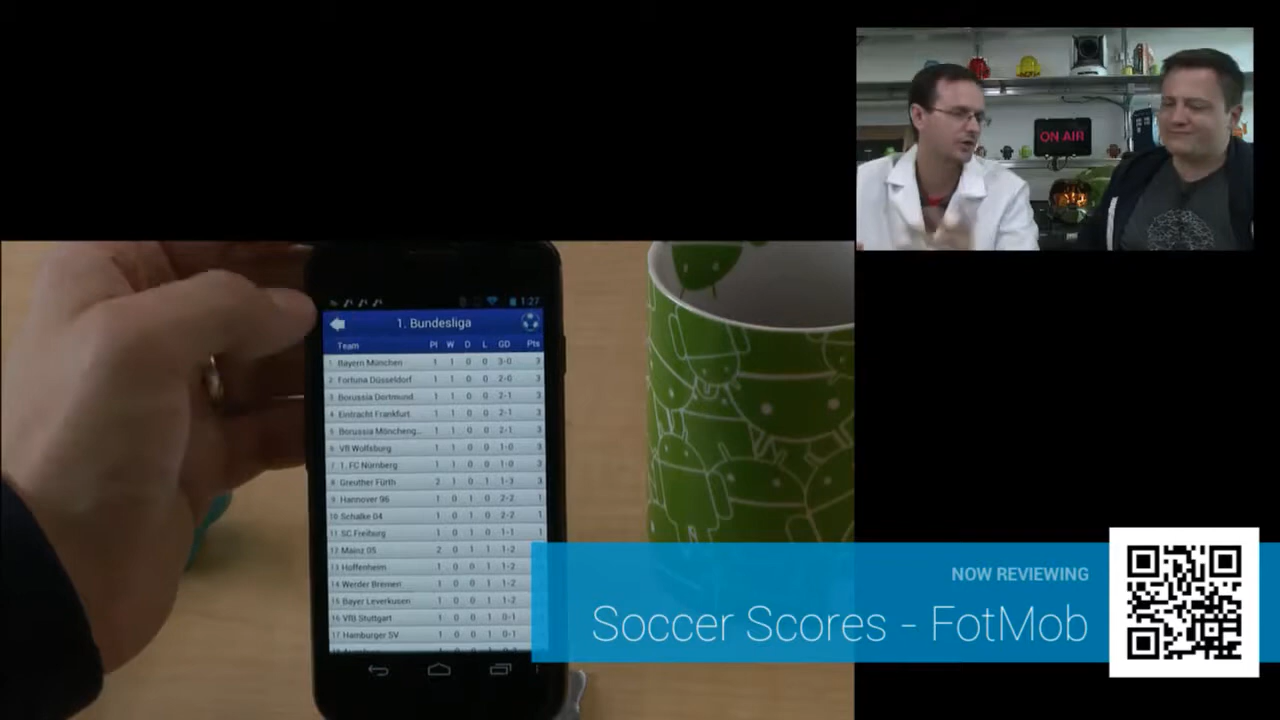 ON AIR
1:27
1. Bundesliga
Team Pl W D L GD Pts
1 Bayern München 1 1 0 0 3-0 3
2 Fortuna Düsseldorf 1 1 0 0 2-0 3
3 Borussia Dortmund 1 1 0 0 2-1 3
4 Eintracht Frankfurt 1 1 0 0 2-1 3
5 Borussia Möncheng... 1 1 0 0 2-1 3
6 VfB Wolfsburg 1 1 0 0 1-0 3
7 1. FC Nürnberg 1 1 0 0 1-0 3
8 Greuther Fürth 2 1 0 1 1-3 3
9 Hannover 96 1 0 1 0 2-2 1
10 Schalke 04 1 0 1 0 2-2 1
11 SC Freiburg 1 0 1 0 1-1 1
12 Mainz 05 2 0 1 1 1-2
13 Hoffenheim 1 0 0 1 1-2
14 Werder Bremen 1 0 0 1 1-2
15 Bayer Leverkusen 1 0 0 1 1-2
16 VfB Stuttgart 1 0 0 1 0-1
17 Hamburger SV 1 0 0 1 0-1
NOW REVIEWING
Soccer Scores - FotMob